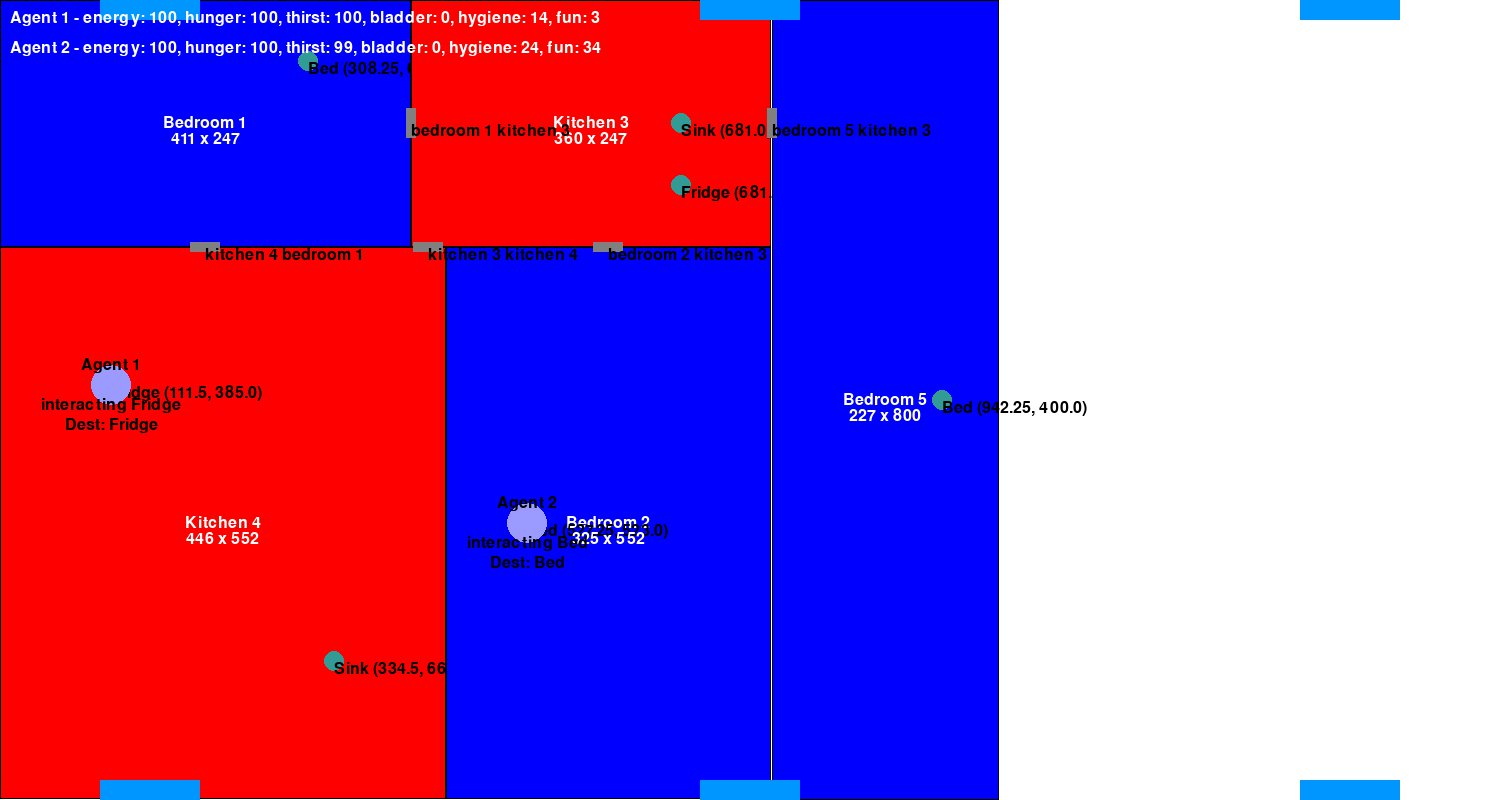 Agent 1 - energy: 100, hunger: 100, thirst: 100, bladder: 0, hygiene: 14, fun: 3
Agent 2 - energy: 100, hunger: 100, thirst: 99, bladder: 0, hygiene: 24, fun: 34
Bed (308.25,
Bedroom 1
411 x 247
bedroom 1 kitchen 3
Kitchen 3
360 x 247
Sink (681.0
bedroom 5 kitchen 3
Fridge (681.
kitchen 4 bedroom 1
kitchen 3 kitchen 4
bedroom 2 kitchen 3
Agent 1
(111.5, 385.0)
interacting Fridge
Dest: Fridge
Bedroom 5
227 x 800
Bed (942.25, 400.0)
Agent 2
Bedroom 2
325 x 552
interacting Bed
Dest: Bed
Kitchen 4
446 x 552
Sink (334.5, 66